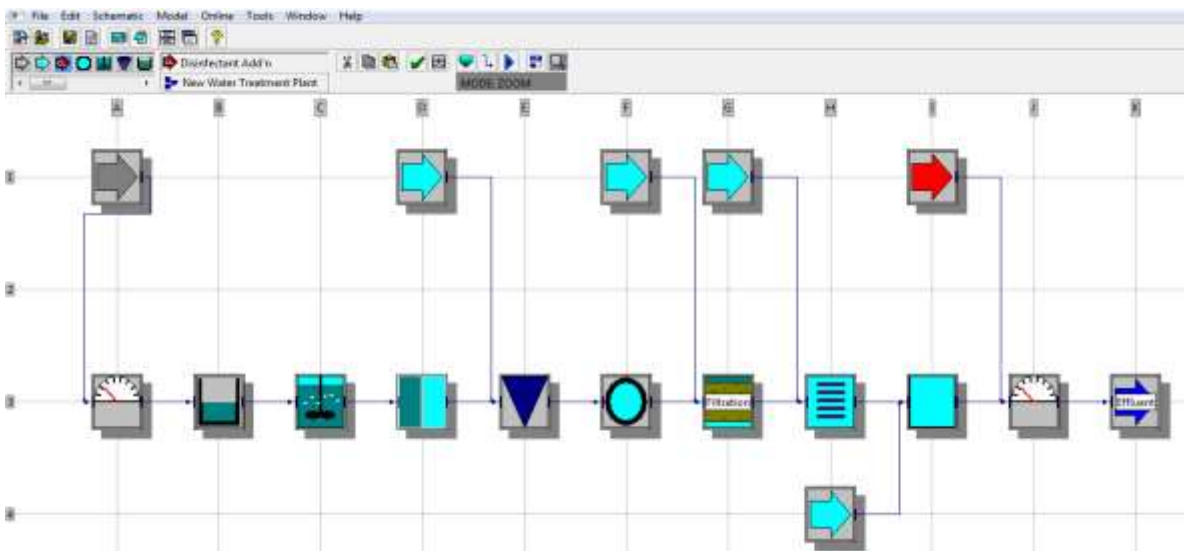 File Edit Schematic Model Online Tools Window Help
Disinfectant Add'n
New Water Treatment Plant
MODE: ZOOM
A B C D E F G H I J K
1
2
3
Filtration
Effluent
4